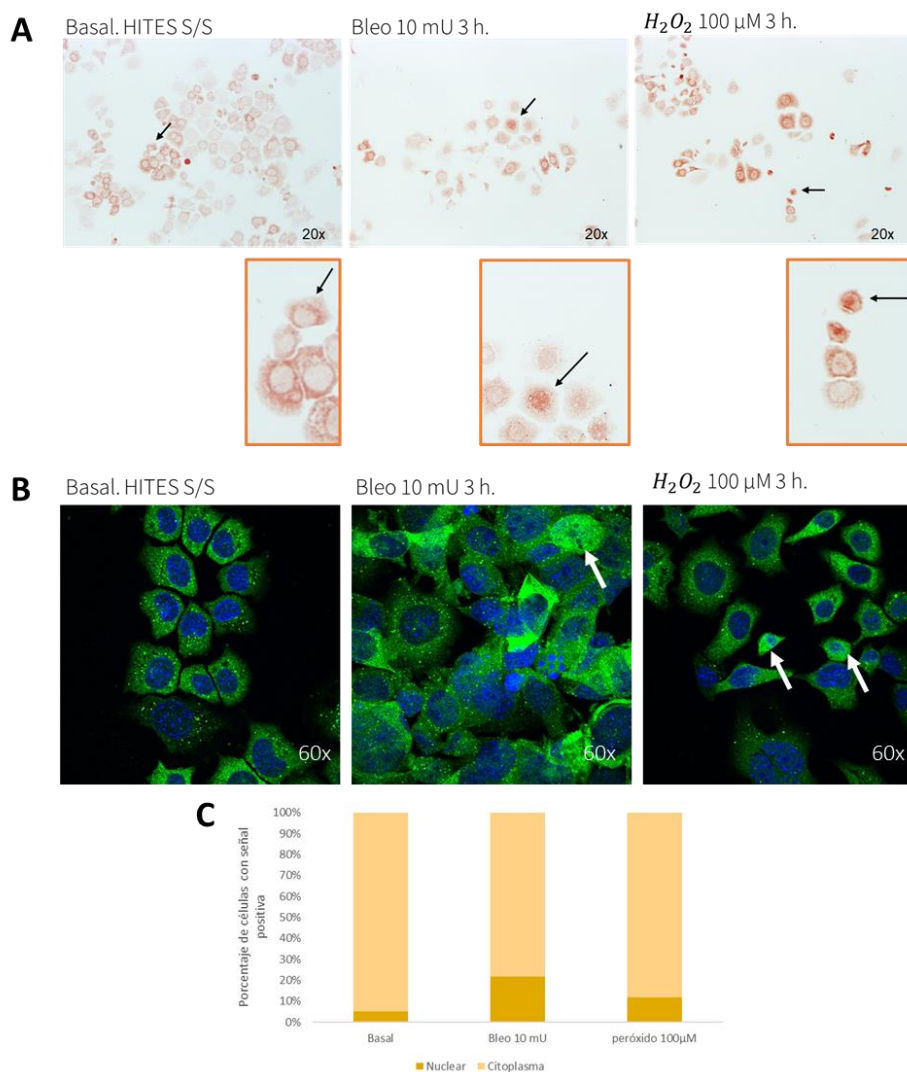 A
Basal. HITES S/S
Bleo 10 mU 3 h.
H₂O₂ 100 µM 3 h.
20x
20x
20x
B
Basal. HITES S/S
Bleo 10 mU 3 h.
H₂O₂ 100 µM 3 h.
60x
60x
60x
C
Porcentaje de células con señal
positiva
100%
90%
80%
70%
60%
50%
40%
30%
20%
10%
0%
Basal
Bleo 10 mU
peróxido 100µM
Nuclear
Citoplasma